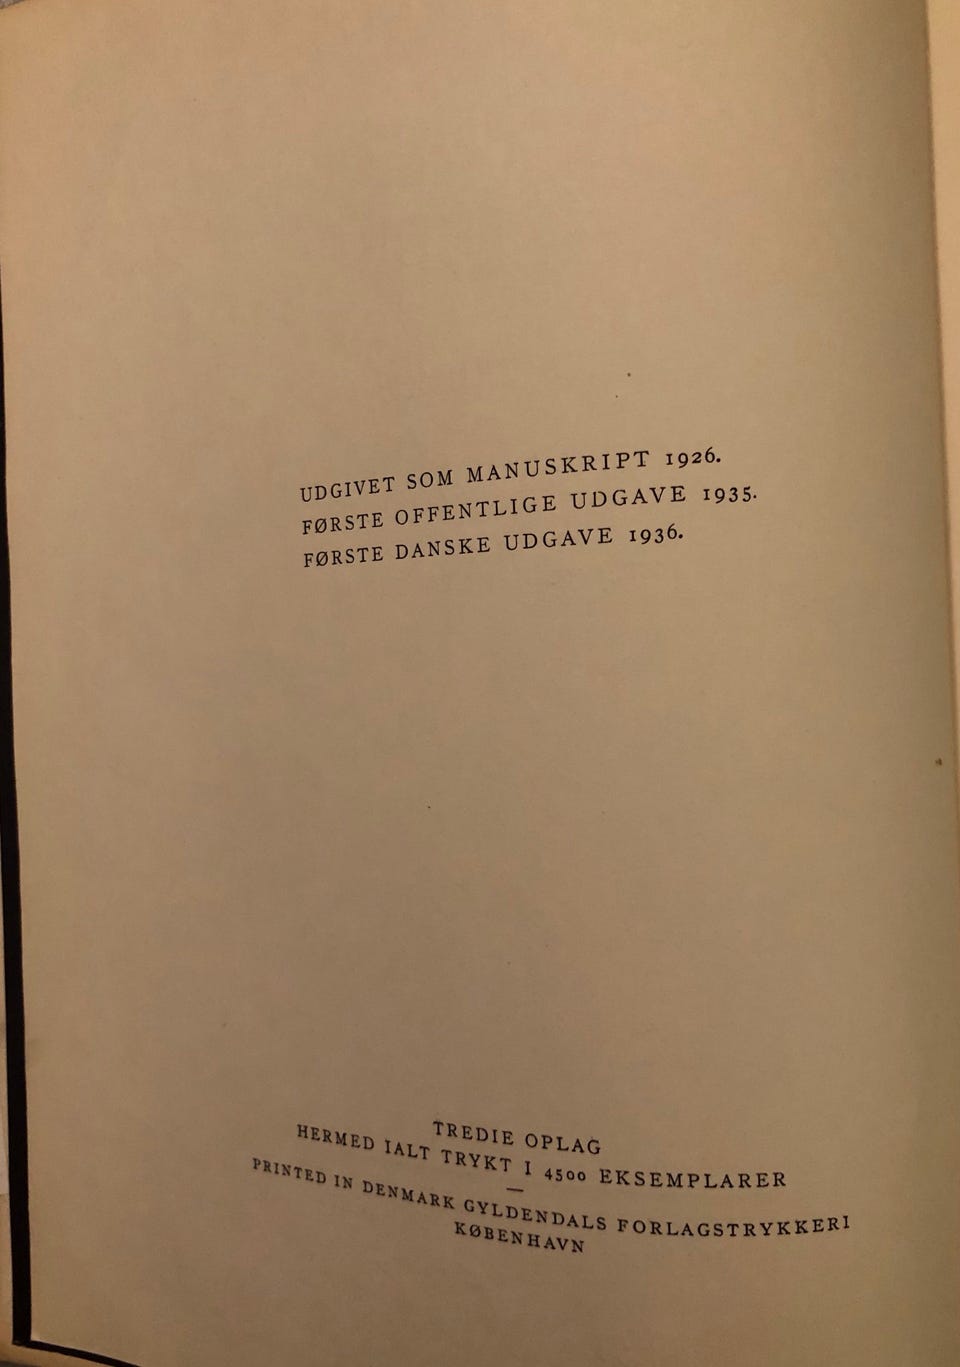 UDGIVET SOM MANUSKRIPT 1926.
FØRSTE OFFENTLIGE UDGAVE 1935.
FØRSTE DANSKE UDGAVE 1936.
TREDIE OPLAG
HERMED IALT TRYKT I 4500 EKSEMPLARER
—
PRINTED IN DENMARK GYLDENDALS FORLAGSTRYKKERI
KØBENHAVN